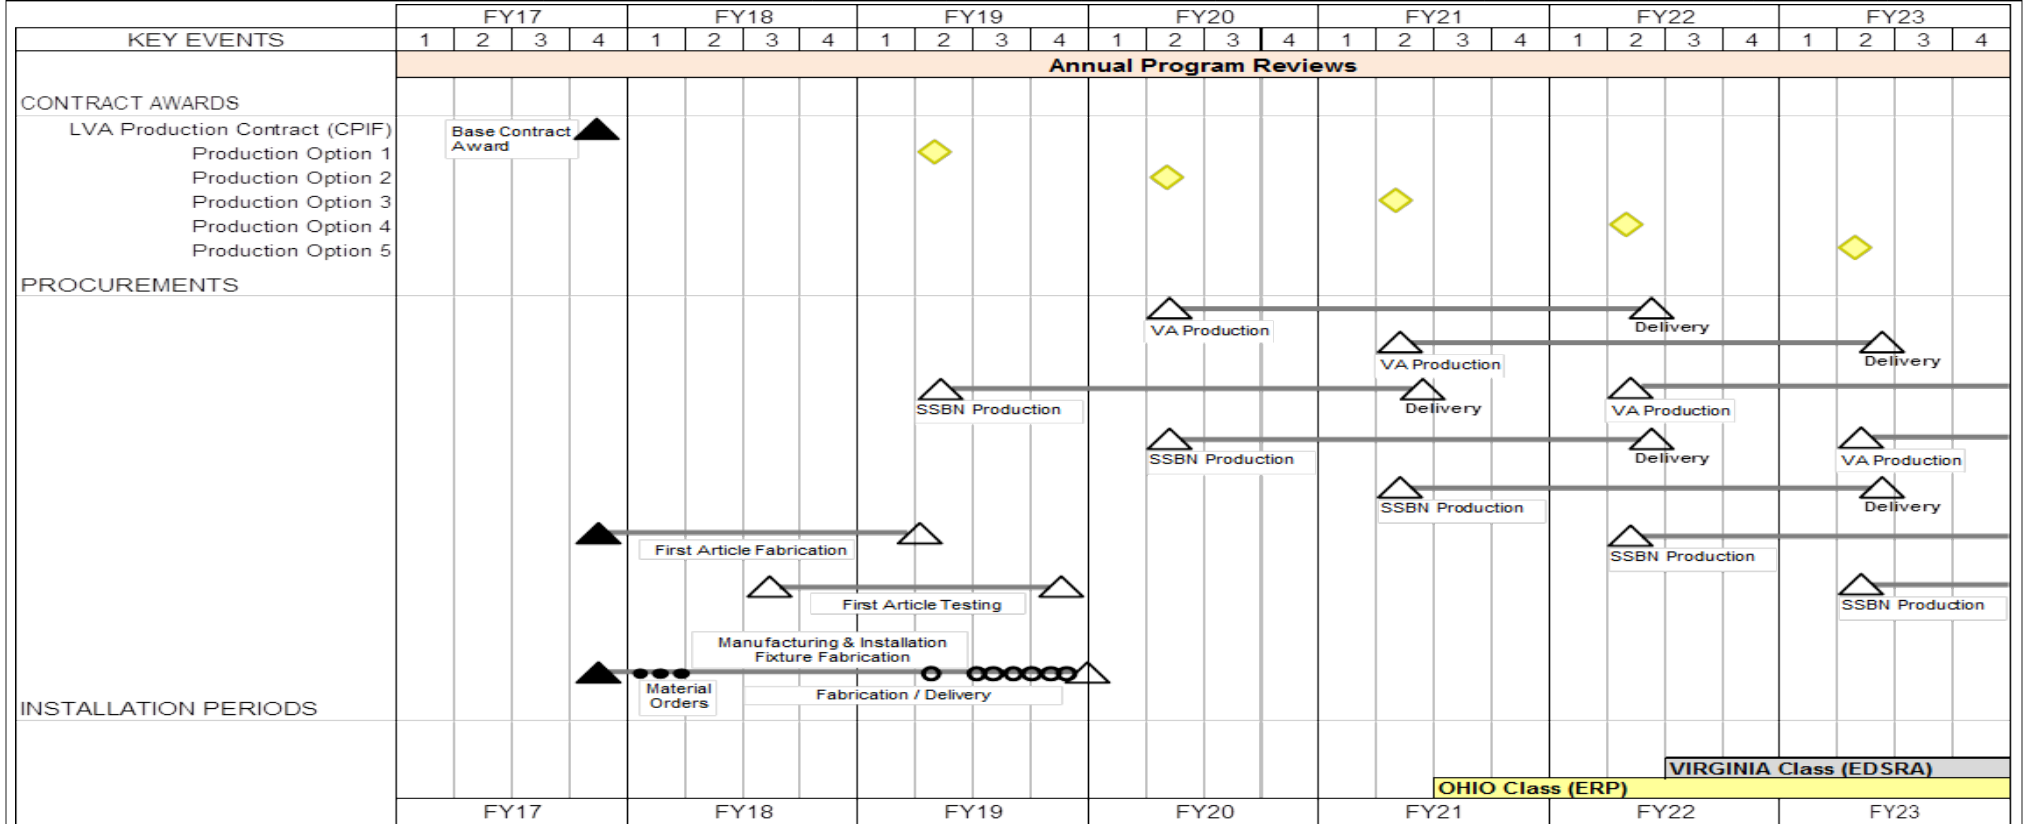 FY17 FY18 FY19 FY20 FY21 FY22 FY23
KEY EVENTS 1 2 3 4 1 2 3 4 1 2 3 4 1 2 3 4 1 2 3 4 1 2 3 4 1 2 3 4
Annual Program Reviews
CONTRACT AWARDS
LVA Production Contract (CPIF)
Base Contract
Award
Production Option 1
Production Option 2
Production Option 3
Production Option 4
Production Option 5
PROCUREMENTS
VA Production
Delivery
VA Production
Delivery
SSBN Production
Delivery
VA Production
SSBN Production
Delivery
VA Production
SSBN Production
Delivery
First Article Fabrication
SSBN Production
First Article Testing
SSBN Production
Manufacturing & Installation
Fixture Fabrication
Material
Orders
Fabrication / Delivery
INSTALLATION PERIODS
VIRGINIA Class (EDSRA)
OHIO Class (ERP)
FY17 FY18 FY19 FY20 FY21 FY22 FY23